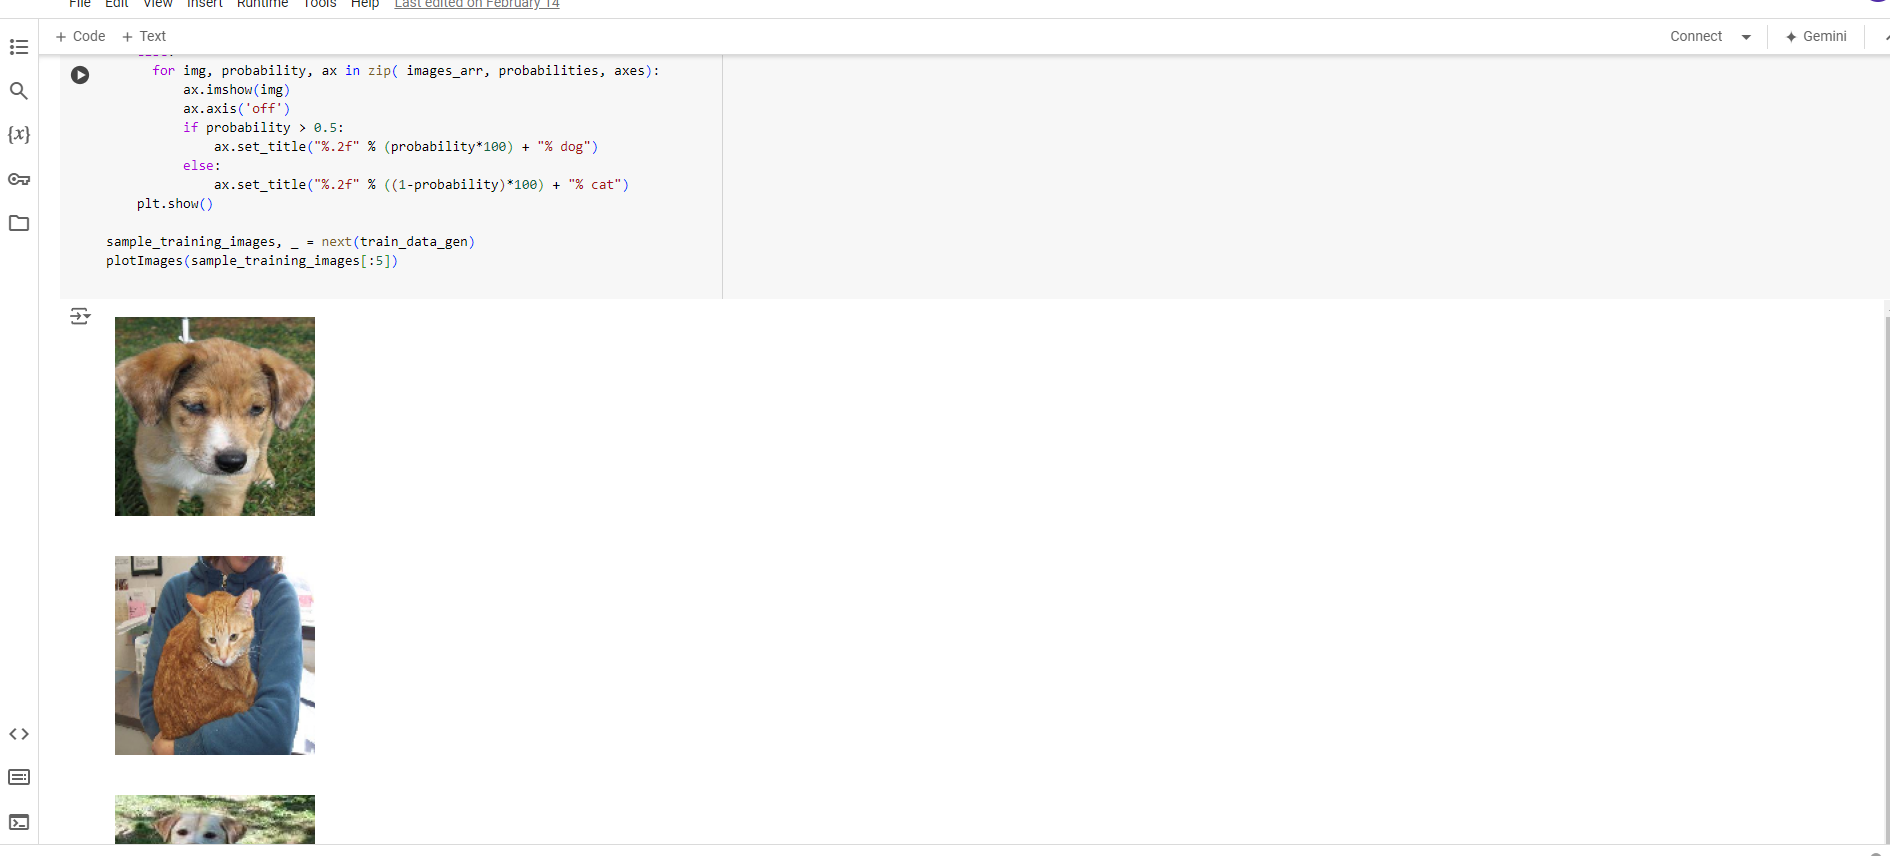 File Edit View Insert Runtime Tools Help Last edited on February 14
+ Code + Text Connect Gemini
else:
for img, probability, ax in zip( images_arr, probabilities, axes):
ax.imshow(img)
ax.axis('off')
if probability > 0.5:
ax.set_title("%.2f" % (probability*100) + "% dog")
else:
ax.set_title("%.2f" % ((1-probability)*100) + "% cat")
plt.show()
sample_training_images, _ = next(train_data_gen)
plotImages(sample_training_images[:5])